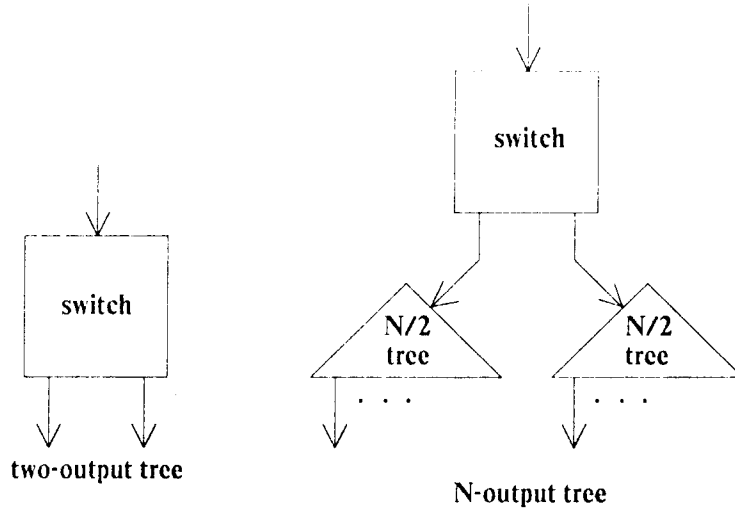 switch
two-output tree
switch
N/2
tree
. . .
N/2
tree
. . .
N-output tree